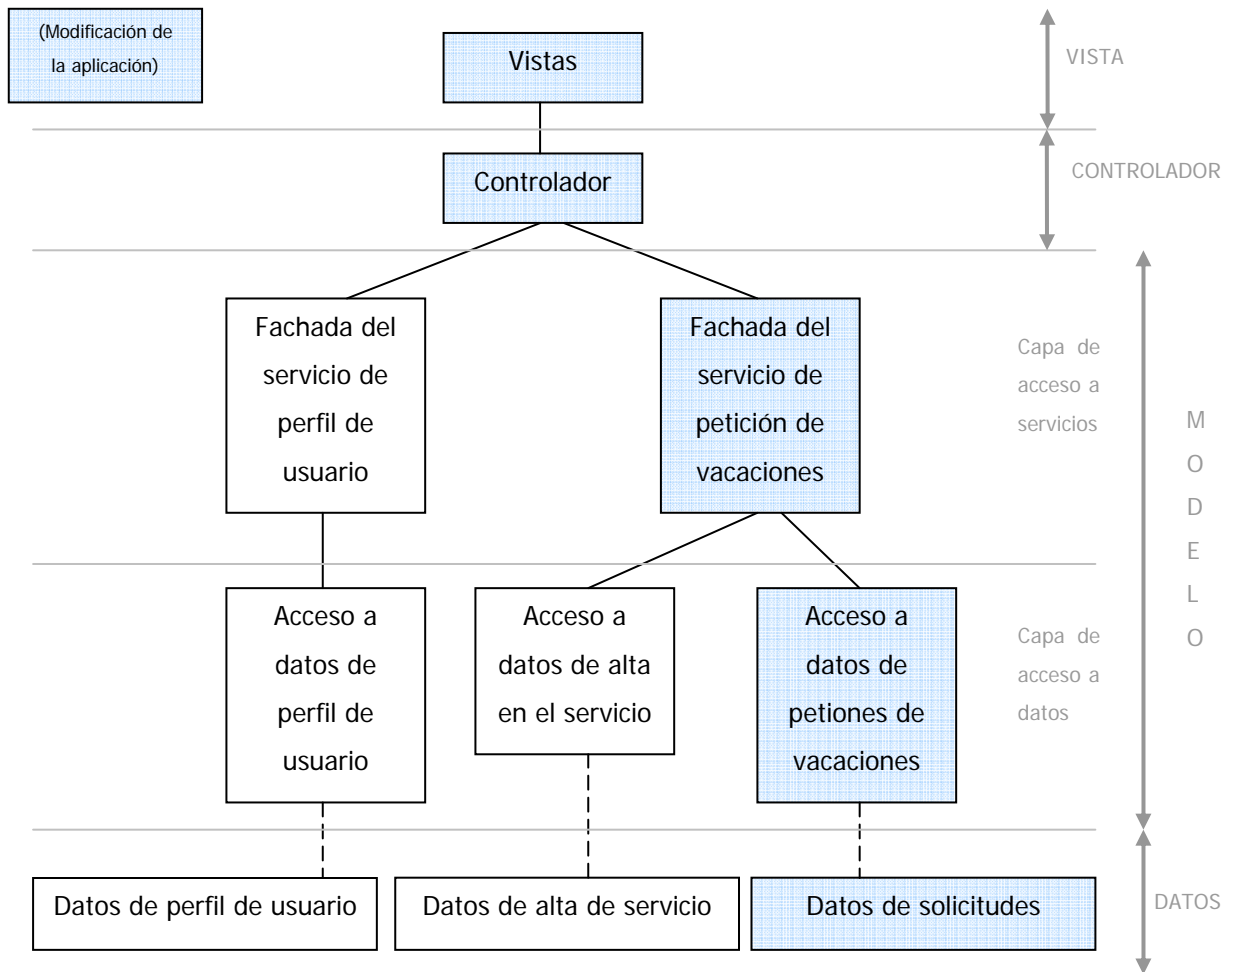 (Modificación de
la aplicación)
Vistas
VISTA
Controlador
CONTROLADOR
Fachada del
servicio de
perfil de
usuario
Fachada del
servicio de
petición de
vacaciones
Capa de
acceso a
servicios
M
O
D
E
L
O
Acceso a
datos de
perfil de
usuario
Acceso a
datos de alta
en el servicio
Acceso a
datos de
petiones de
vacaciones
Capa de
acceso a
datos
Datos de perfil de usuario
Datos de alta de servicio
Datos de solicitudes
DATOS